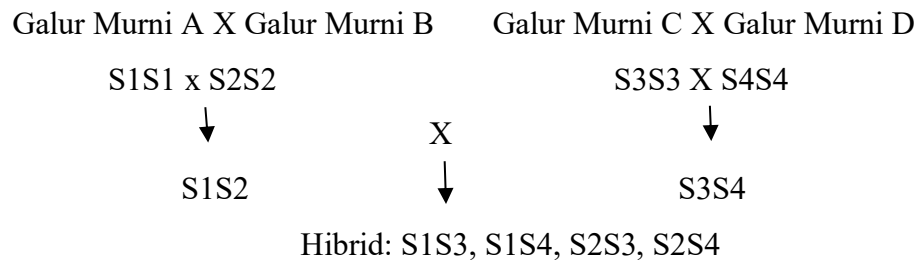 Galur Murni A X Galur Murni B Galur Murni C X Galur Murni D
S1S1 x S2S2 S3S3 X S4S4
X
S1S2 S3S4
Hibrid: S1S3, S1S4, S2S3, S2S4